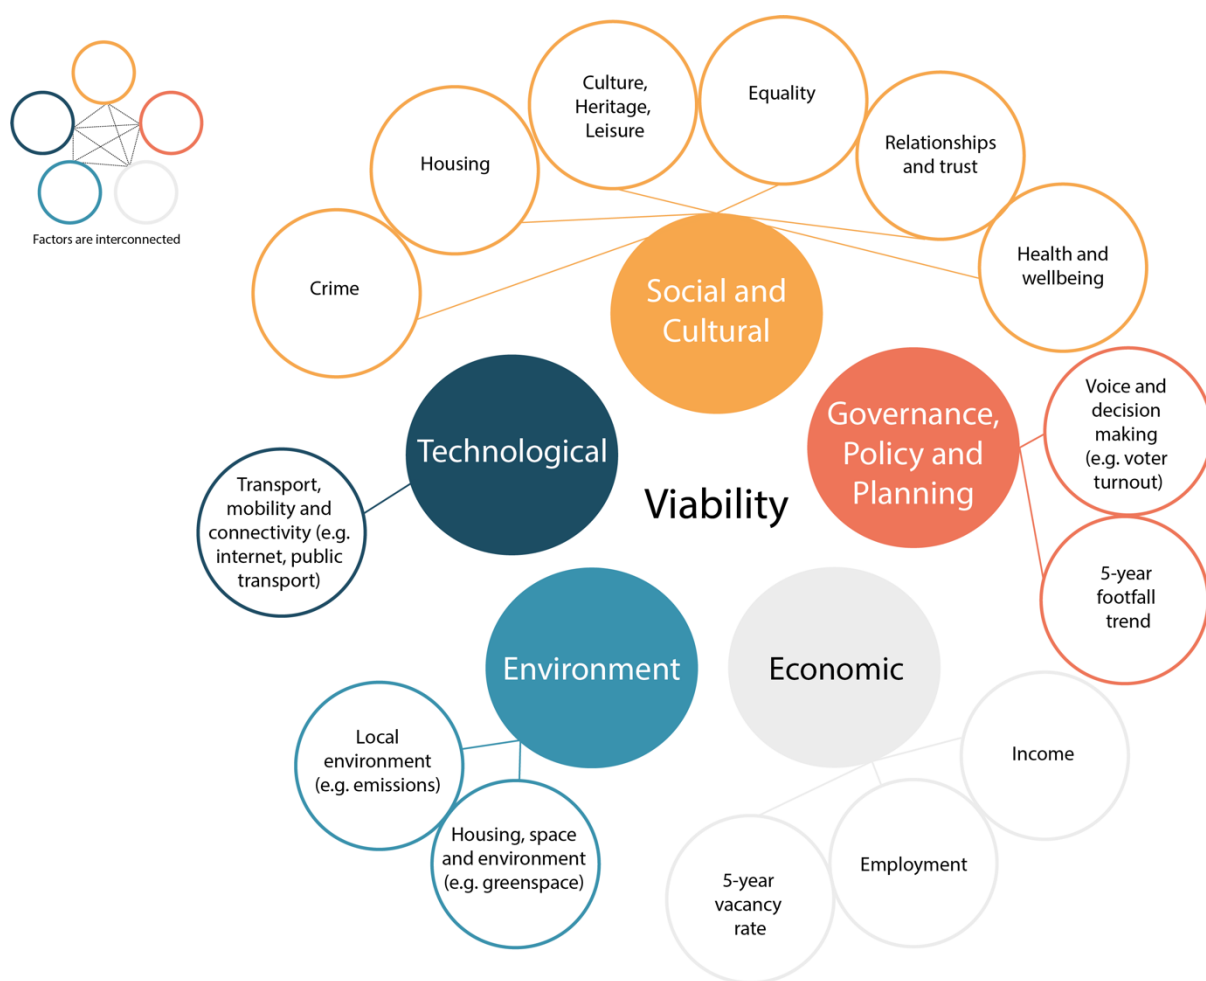 Factors are interconnected
Culture,
Heritage,
Leisure
Equality
Relationships
and trust
Housing
Health and
wellbeing
Crime
Social and
Cultural
Voice and
decision
making
(e.g. voter
turnout)
Governance,
Policy and
Planning
Technological
Viability
Transport,
mobility and
connectivity (e.g.
internet, public
transport)
5-year
footfall
trend
Environment
Economic
Local
environment
(e.g. emissions)
Income
Housing, space
and environment
(e.g. greenspace)
Employment
5-year
vacancy
rate